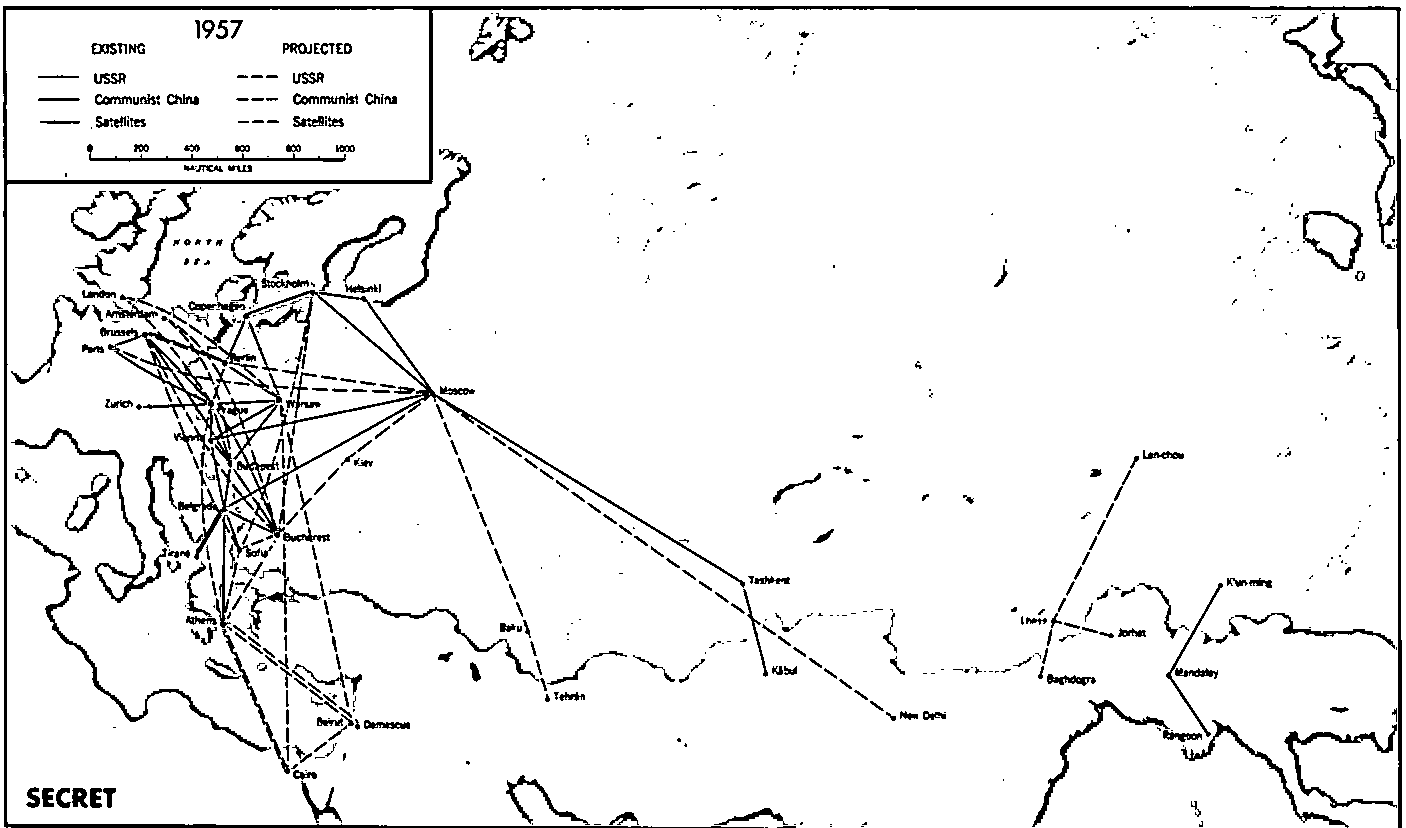 1957
EXISTING PROJECTED
USSR USSR
Communist China Communist China
Satellites Satellites
0 200 400 600 800 1000
NAUTICAL MILES
NORTH
SEA
Stockholm
Helsinki
London
Copenhagen
Amsterdam
Brussels
Paris
Berlin
Moscow
Zurich
Prague
Warsaw
Vienna
Budapest
Kiev
Lan-chou
Belgrade
Bucharest
Tirane
Sofia
Tashkent
K'un-ming
Athens
Baku
Lhasa
Jorhat
Kābul
Baghdogra
Mandalay
Tehrān
New Delhi
Beirut
Damascus
Rangoon
Cairo
SECRET